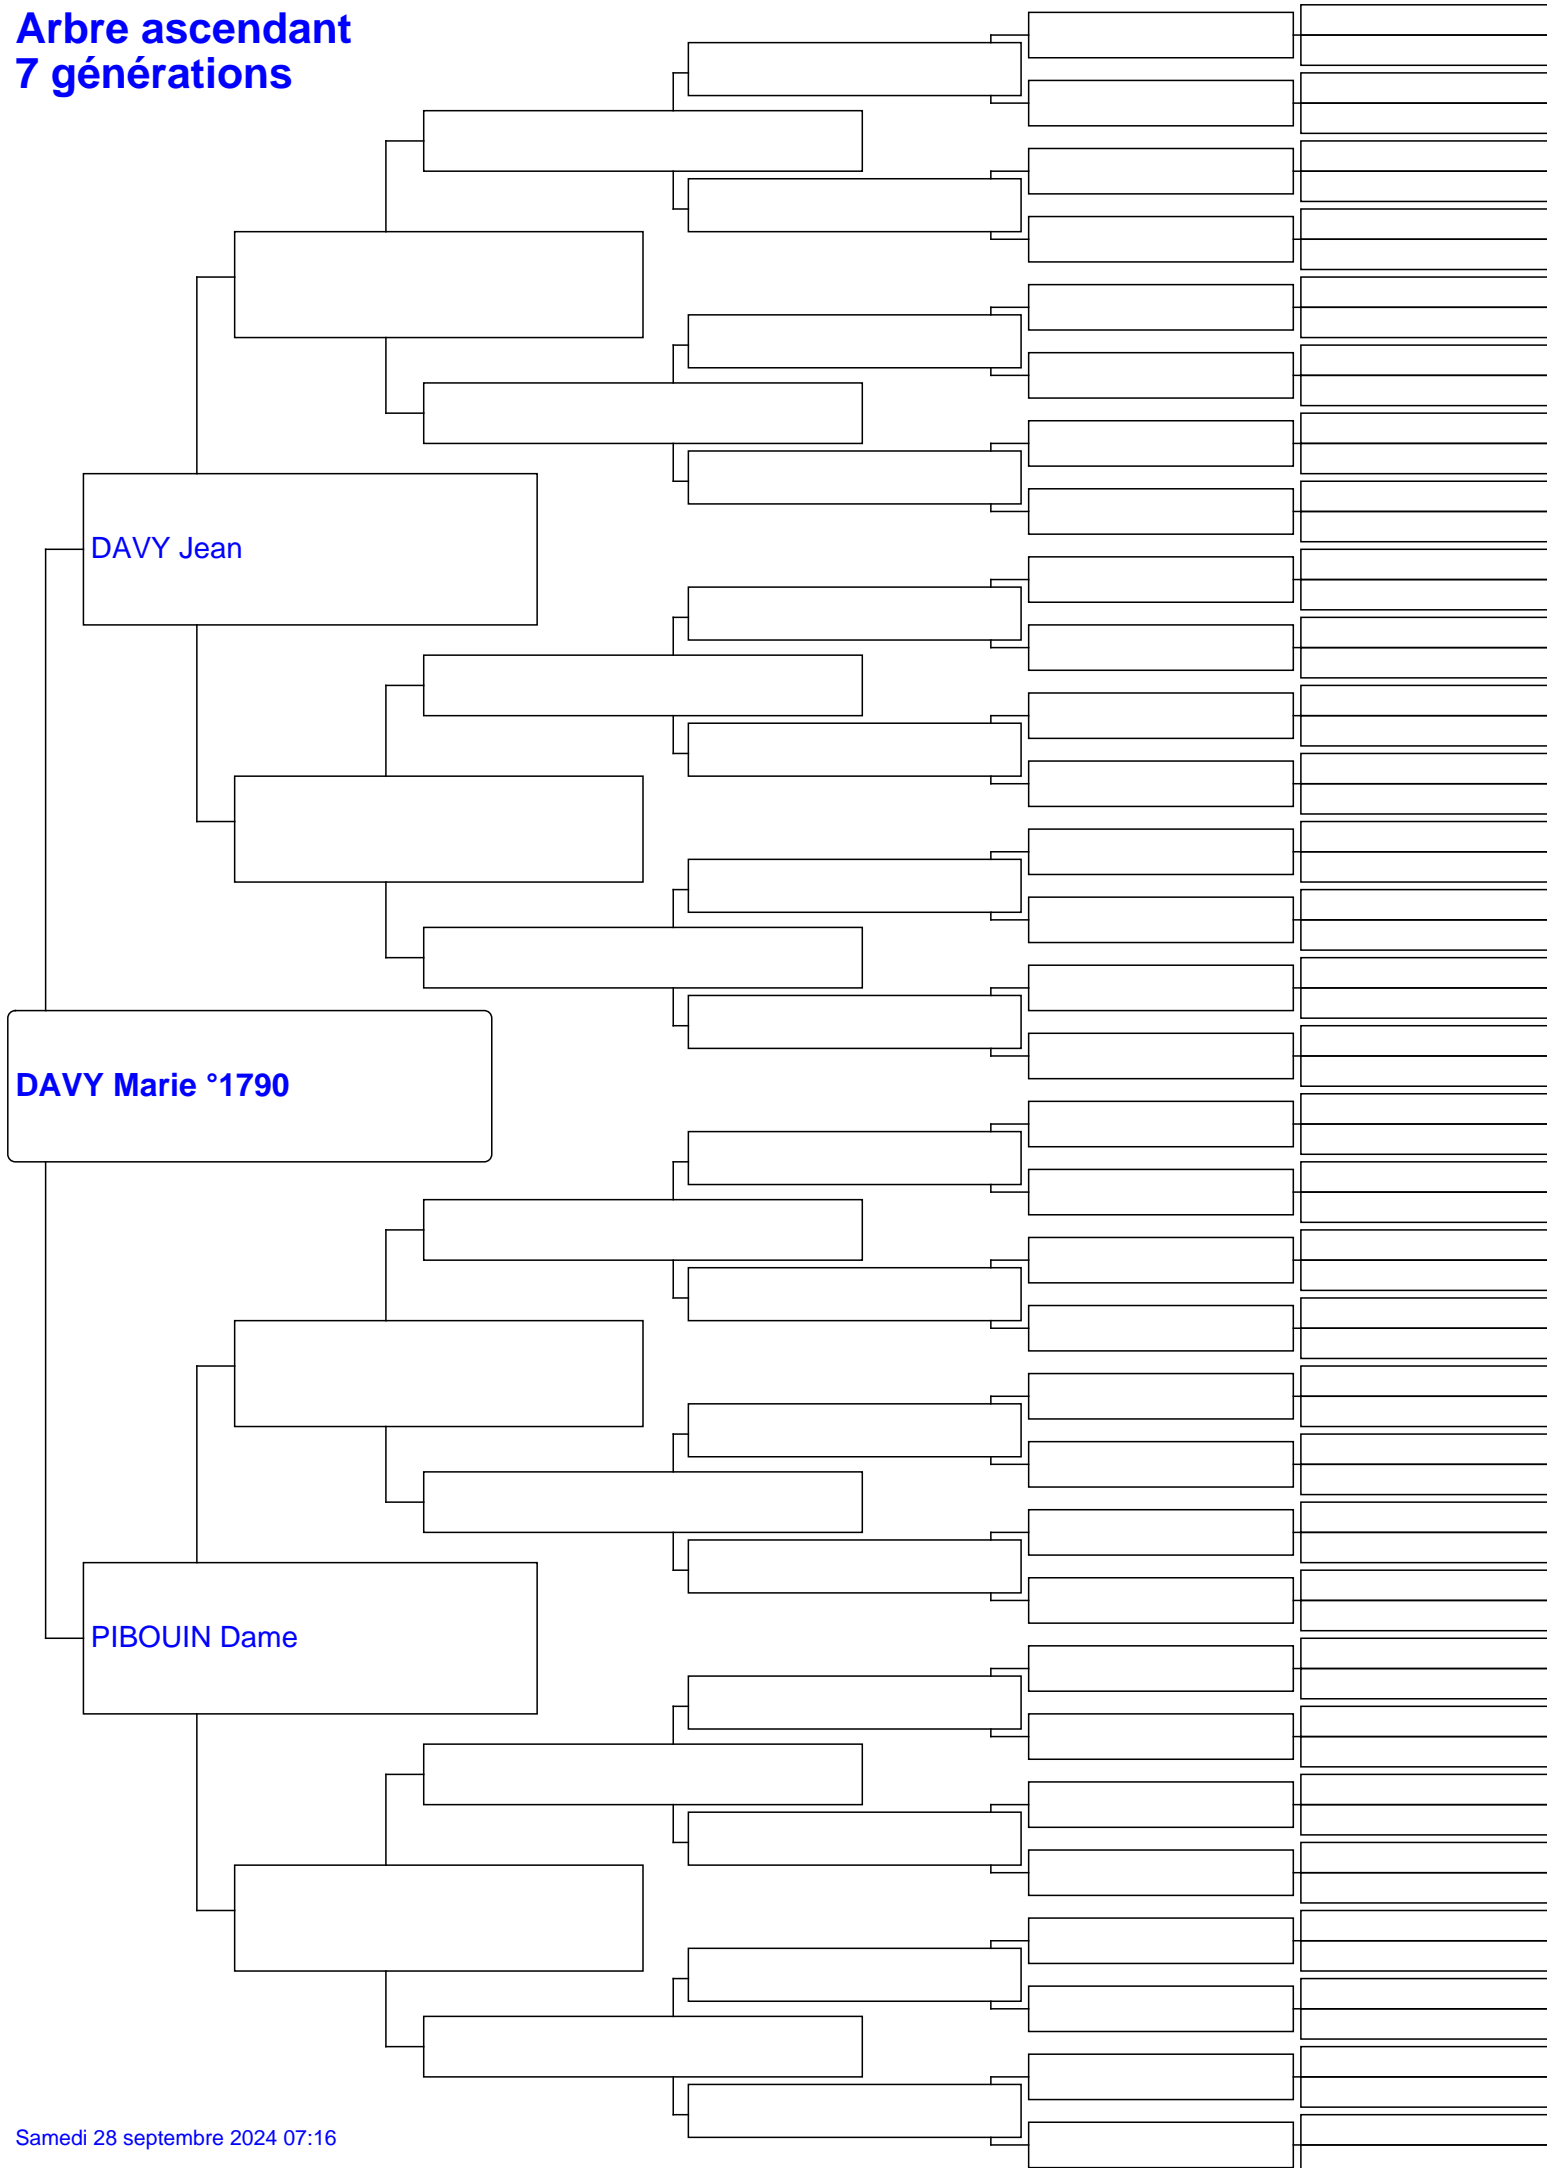 Arbre ascendant
7 générations
DAVY Jean
DAVY Marie °1790
PIBOUIN Dame
Samedi 28 septembre 2024 07:16